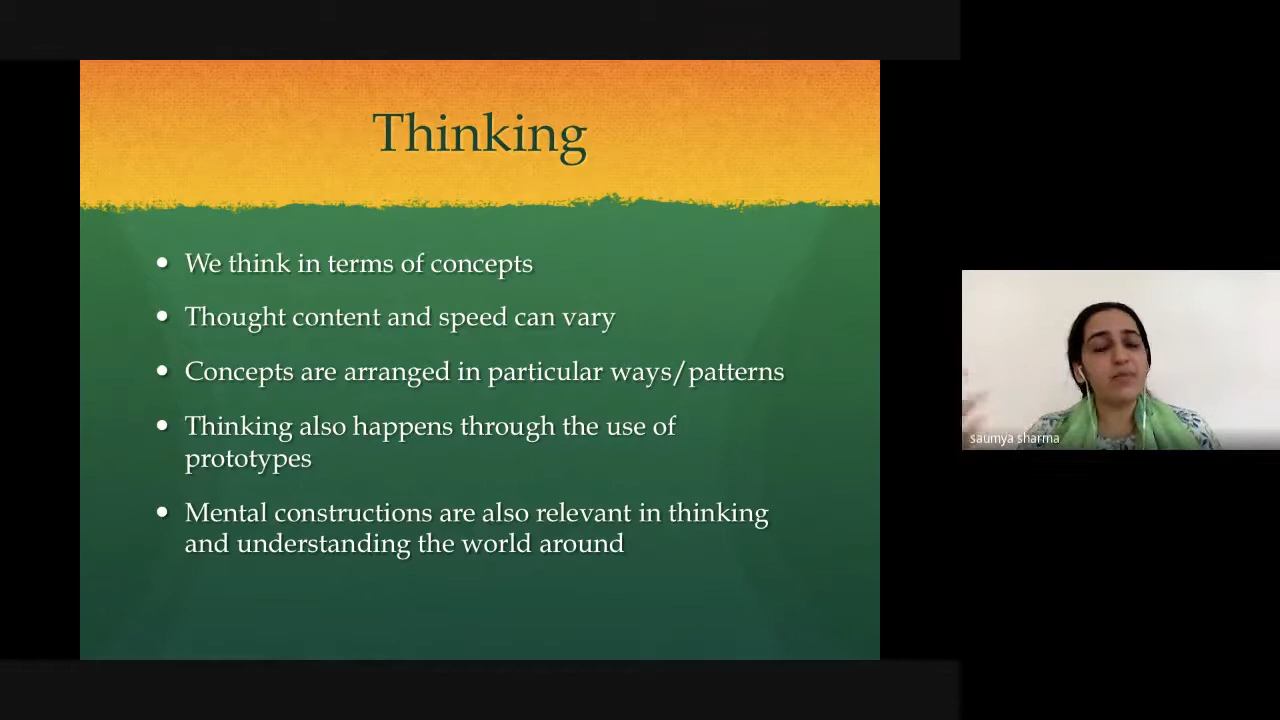 Thinking
• We think in terms of concepts
• Thought content and speed can vary
• Concepts are arranged in particular ways/patterns
• Thinking also happens through the use of
prototypes
• Mental constructions are also relevant in thinking
and understanding the world around
saumya sharma